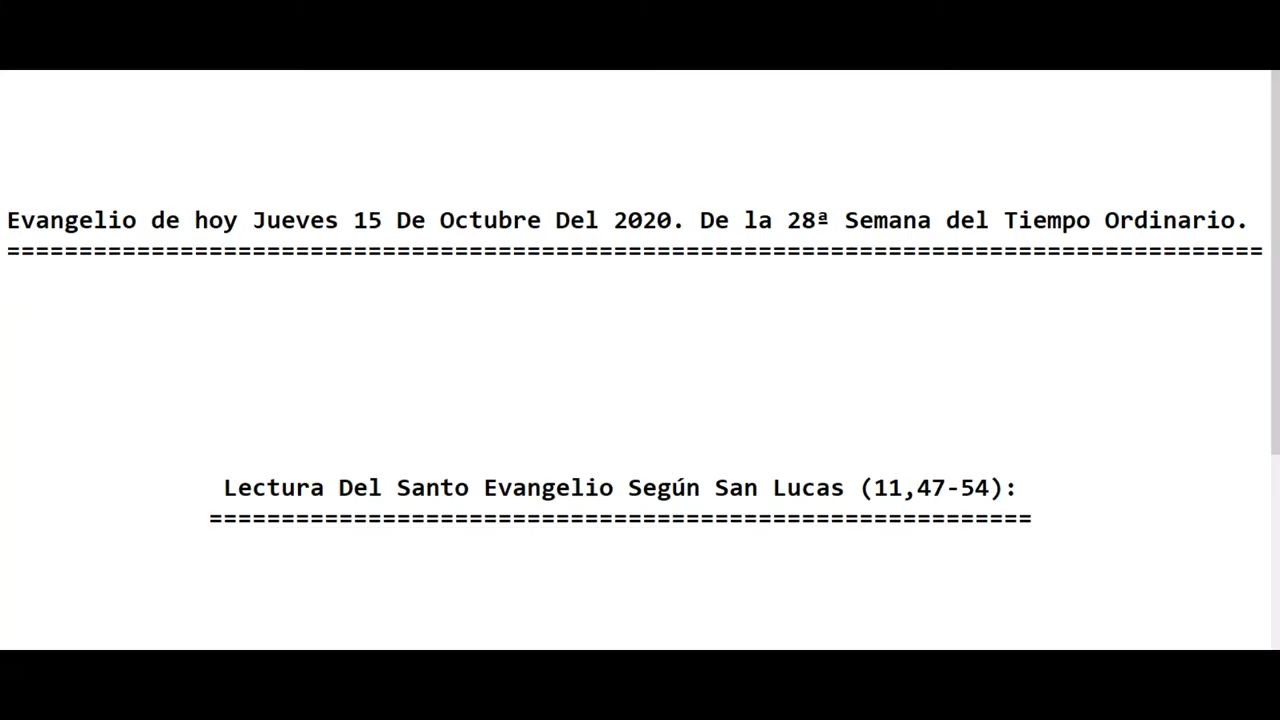 Evangelio de hoy Jueves 15 De Octubre Del 2020. De la 28ª Semana del Tiempo Ordinario.
=======================================================================================
Lectura Del Santo Evangelio Según San Lucas (11,47-54):
=========================================================